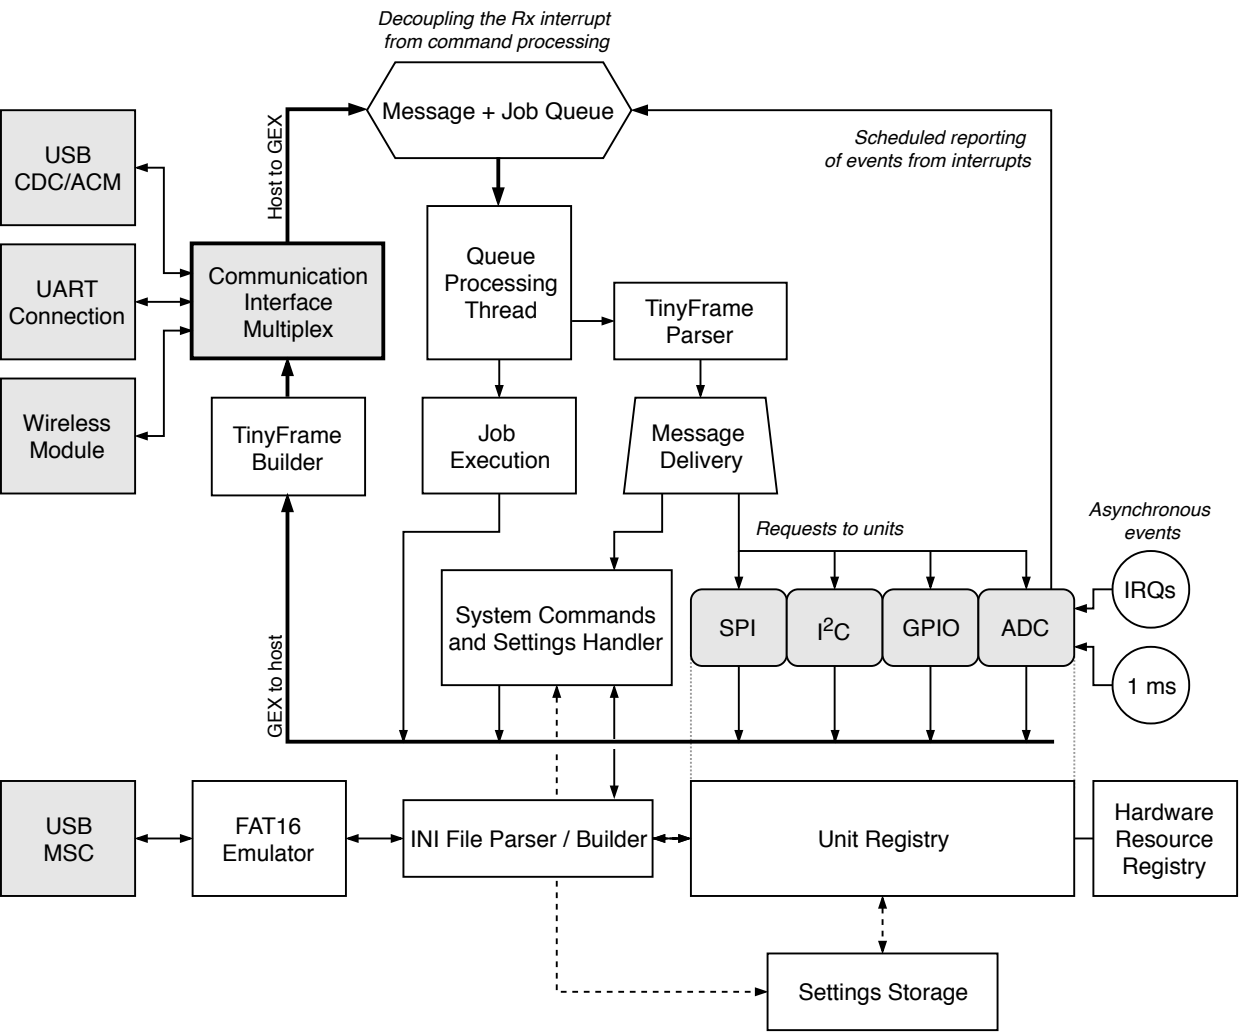 Decoupling the Rx interrupt
from command processing
Message + Job Queue
Host to GEX
Scheduled reporting
of events from interrupts
USB
CDC/ACM
UART
Connection
Wireless
Module
Communication
Interface
Multiplex
Queue
Processing
Thread
TinyFrame
Parser
TinyFrame
Builder
Job
Execution
Message
Delivery
Requests to units
Asynchronous
events
IRQs
1 ms
System Commands
and Settings Handler
SPI
I²C
GPIO
ADC
GEX to host
USB
MSC
FAT16
Emulator
INI File Parser / Builder
Unit Registry
Hardware
Resource
Registry
Settings Storage